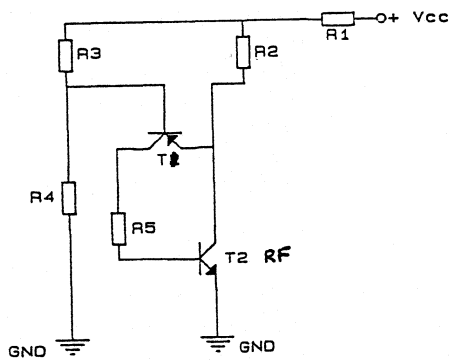 + Vcc
R1
R3
R2
R4
R5
T2 RF
GND
GND